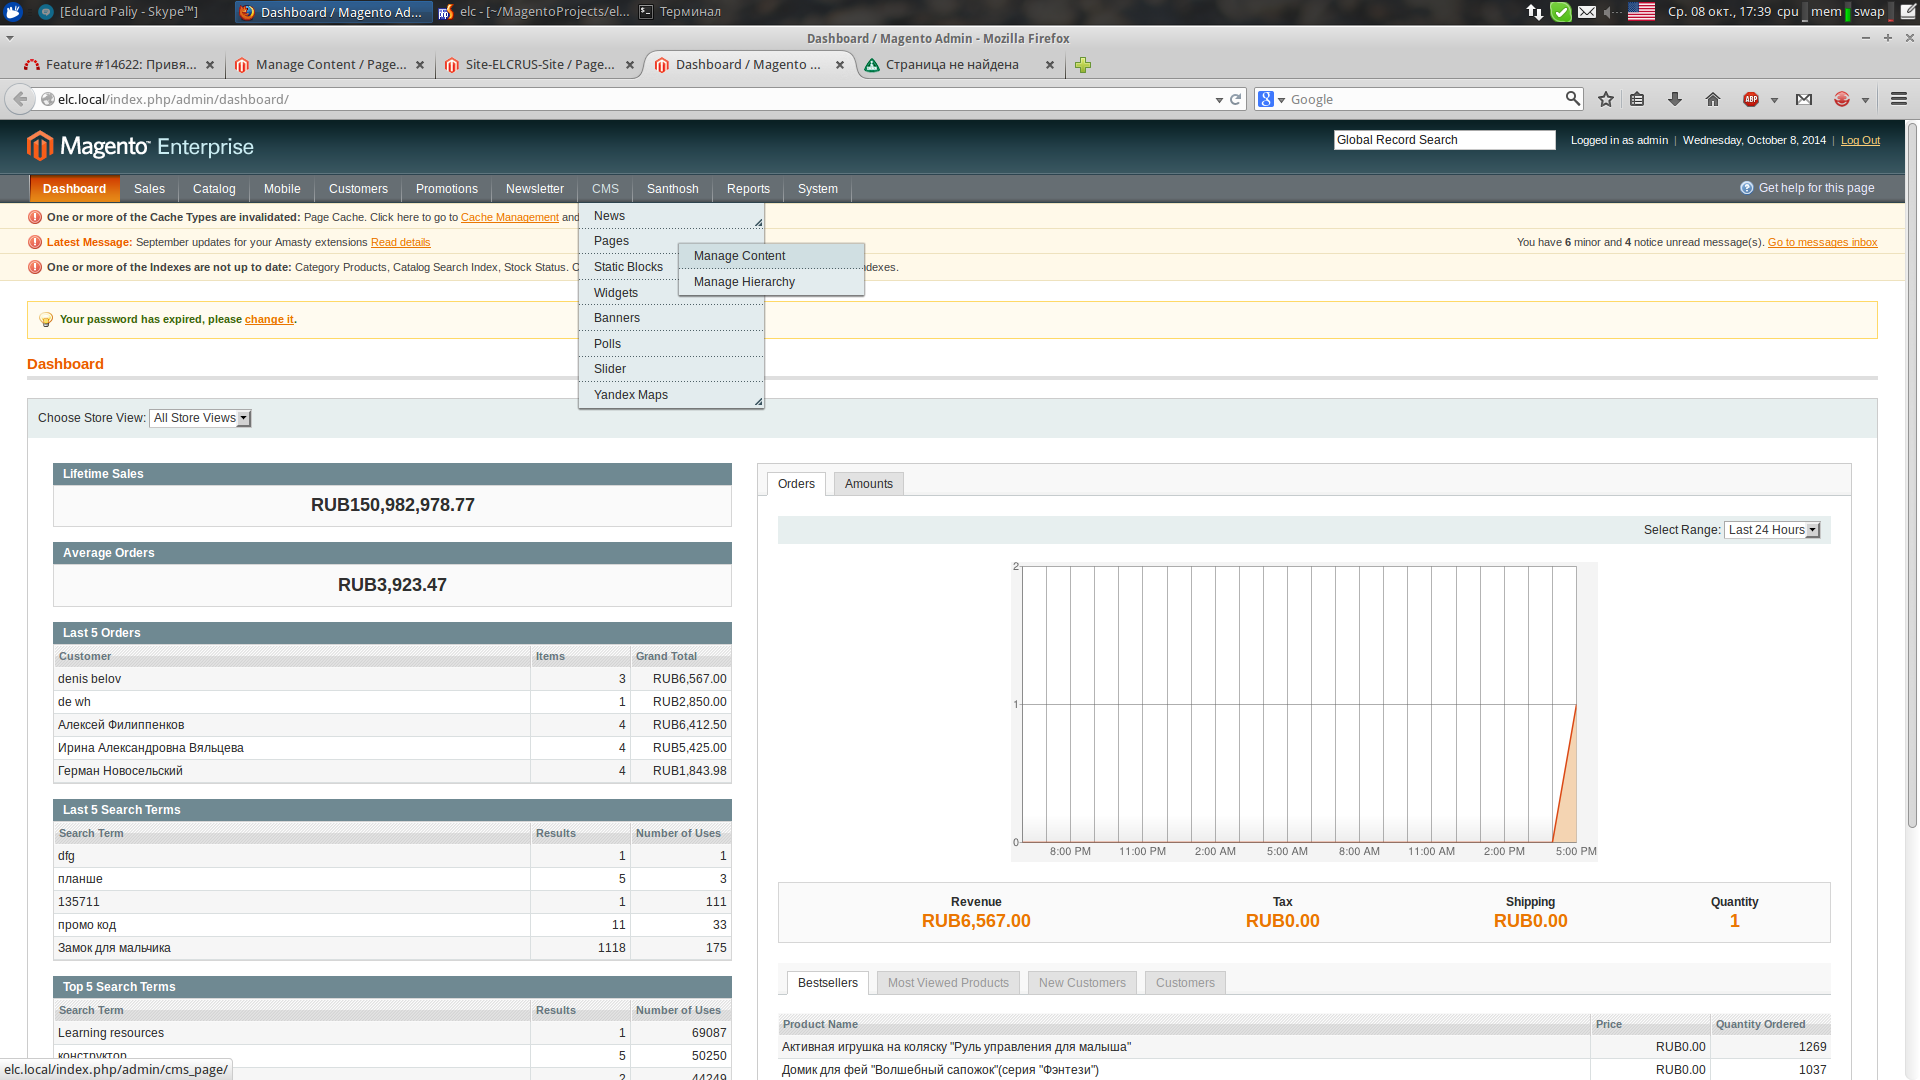 [Eduard Paliy - Skype™]
Dashboard / Magento Ad...
elc - [~/MagentoProjects/el...
Терминал
Ср. 08 окт., 17:39 cpu mem swap
Dashboard / Magento Admin - Mozilla Firefox
Feature #14622: Привя...
Manage Content / Page...
Site-ELCRUS-Site / Page...
Dashboard / Magento ...
Страница не найдена
elc.local/index.php/admin/dashboard/
Google
ABP
Magento Enterprise
Global Record Search
Logged in as admin | Wednesday, October 8, 2014 | Log Out
Dashboard Sales Catalog Mobile Customers Promotions Newsletter CMS Santhosh Reports System
Get help for this page
One or more of the Cache Types are invalidated: Page Cache. Click here to go to Cache Management and
Latest Message: September updates for your Amasty extensions Read details
You have 6 minor and 4 notice unread message(s). Go to messages inbox
One or more of the Indexes are not up to date: Category Products, Catalog Search Index, Stock Status. C
dexes.
News
Pages
Static Blocks
Widgets
Banners
Polls
Slider
Yandex Maps
Manage Content
Manage Hierarchy
Your password has expired, please change it.
Dashboard
Choose Store View: All Store Views
Lifetime Sales
RUB150,982,978.77
Average Orders
RUB3,923.47
Last 5 Orders
Customer Items Grand Total
denis belov 3 RUB6,567.00
de wh 1 RUB2,850.00
Алексей Филиппенков 4 RUB6,412.50
Ирина Александровна Вяльцева 4 RUB5,425.00
Герман Новосельский 4 RUB1,843.98
Last 5 Search Terms
Search Term Results Number of Uses
dfg 1 1
планше 5 3
135711 1 111
промо код 11 33
Замок для мальчика 1118 175
Top 5 Search Terms
Search Term Results Number of Uses
Learning resources 1 69087
конструктор 5 50250
2 44249
elc.local/index.php/admin/cms_page/
Orders Amounts
Select Range: Last 24 Hours
2
1
0
8:00 PM 11:00 PM 2:00 AM 5:00 AM 8:00 AM 11:00 AM 2:00 PM 5:00 PM
Revenue Tax Shipping Quantity
RUB6,567.00 RUB0.00 RUB0.00 1
Bestsellers Most Viewed Products New Customers Customers
Product Name Price Quantity Ordered
Активная игрушка на коляску "Руль управления для малыша" RUB0.00 1269
Домик для фей "Волшебный сапожок"(серия "Фэнтези") RUB0.00 1037